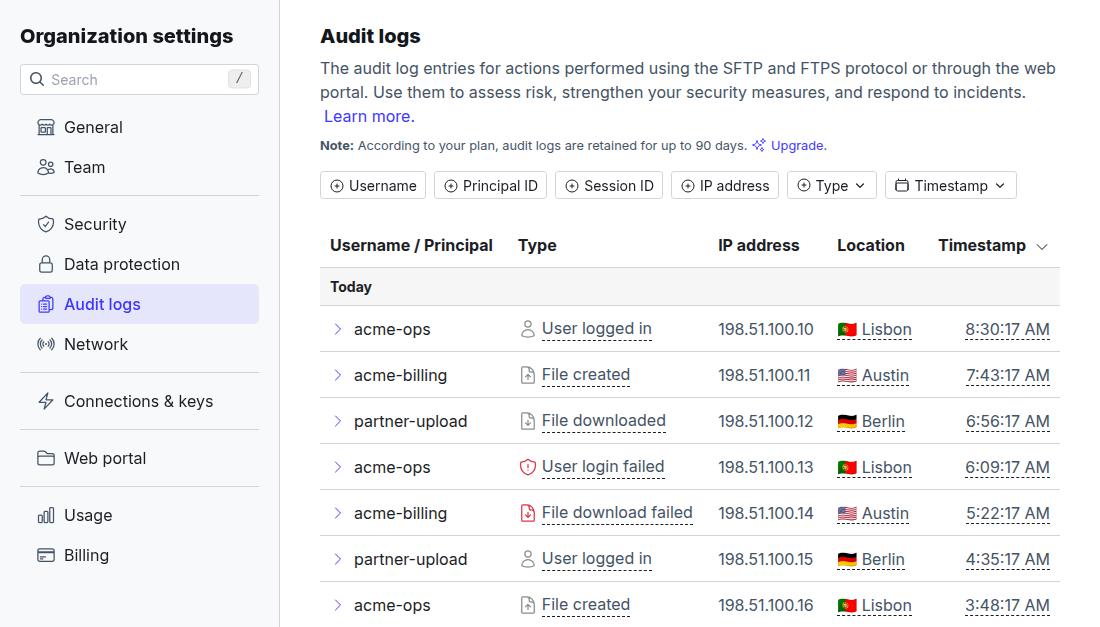 Organization settings
Search /
General
Team
Security
Data protection
Audit logs
Network
Connections & keys
Web portal
Usage
Billing
Audit logs
The audit log entries for actions performed using the SFTP and FTPS protocol or through the web
portal. Use them to assess risk, strengthen your security measures, and respond to incidents.
Learn more.
Note: According to your plan, audit logs are retained for up to 90 days. Upgrade.
Username Principal ID Session ID IP address Type Timestamp
Username / Principal Type IP address Location Timestamp
Today
acme-ops User logged in 198.51.100.10 Lisbon 8:30:17 AM
acme-billing File created 198.51.100.11 Austin 7:43:17 AM
partner-upload File downloaded 198.51.100.12 Berlin 6:56:17 AM
acme-ops User login failed 198.51.100.13 Lisbon 6:09:17 AM
acme-billing File download failed 198.51.100.14 Austin 5:22:17 AM
partner-upload User logged in 198.51.100.15 Berlin 4:35:17 AM
acme-ops File created 198.51.100.16 Lisbon 3:48:17 AM